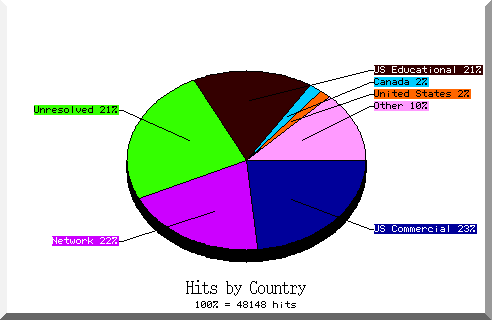 US Educational 21%
Canada 2%
United States 2%
Other 10%
Unresolved 21%
US Commercial 23%
Network 22%
Hits by Country
100% = 48148 hits